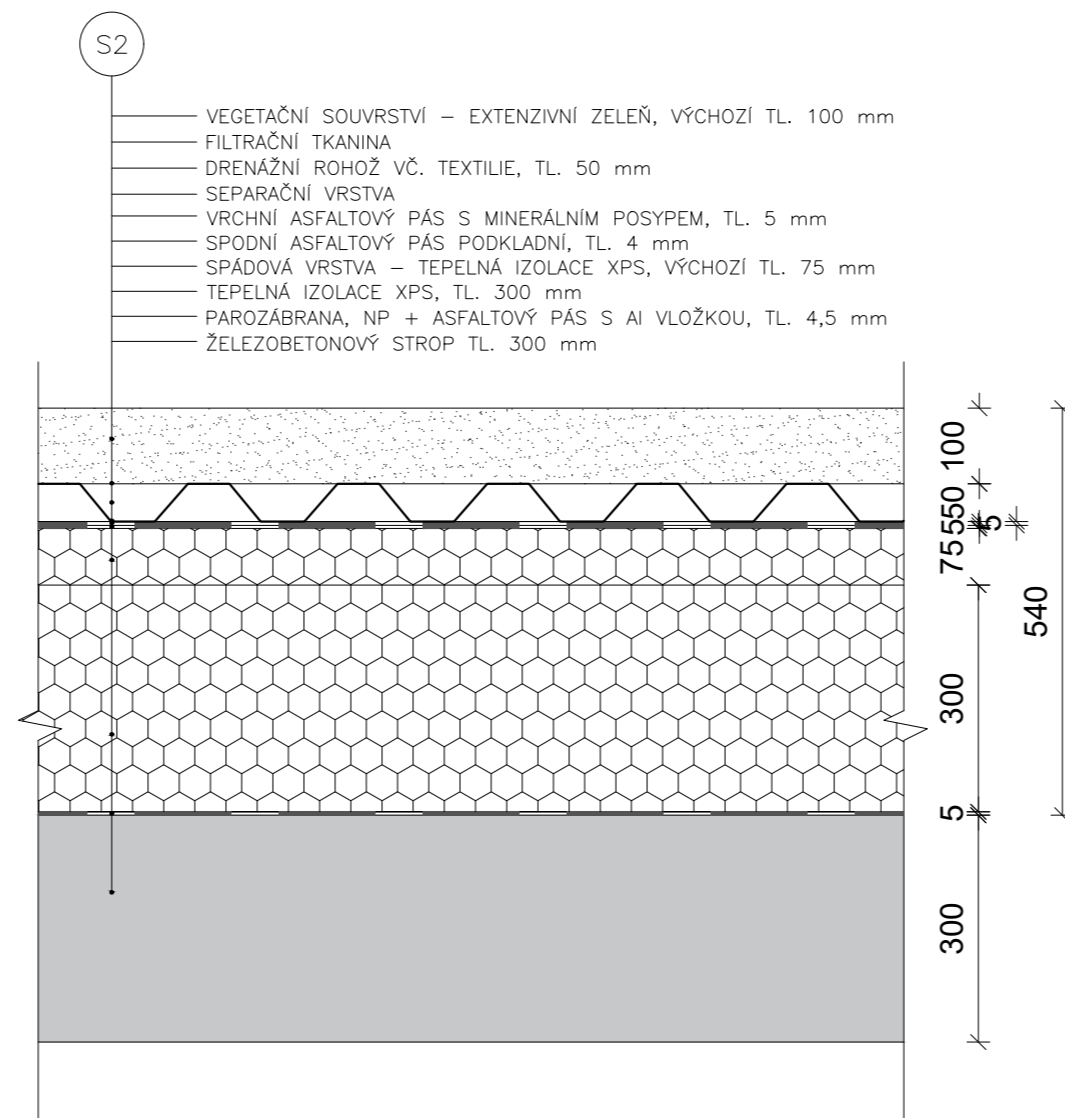 S2
VEGETAČNÍ SOUVRSTVÍ – EXTENZIVNÍ ZELEŇ, VÝCHOZÍ TL. 100 mm
FILTRAČNÍ TKANINA
DRENÁŽNÍ ROHOŽ VČ. TEXTILIE, TL. 50 mm
SEPARAČNÍ VRSTVA
VRCHNÍ ASFALTOVÝ PÁS S MINERÁLNÍM POSYPEM, TL. 5 mm
SPODNÍ ASFALTOVÝ PÁS PODKLADNÍ, TL. 4 mm
SPÁDOVÁ VRSTVA – TEPELNÁ IZOLACE XPS, VÝCHOZÍ TL. 75 mm
TEPELNÁ IZOLACE XPS, TL. 300 mm
PAROZÁBRANA, NP + ASFALTOVÝ PÁS S Al VLOŽKOU, TL. 4,5 mm
ŽELEZOBETONOVÝ STROP TL. 300 mm
100
50
5
5
75
540
300
5
300